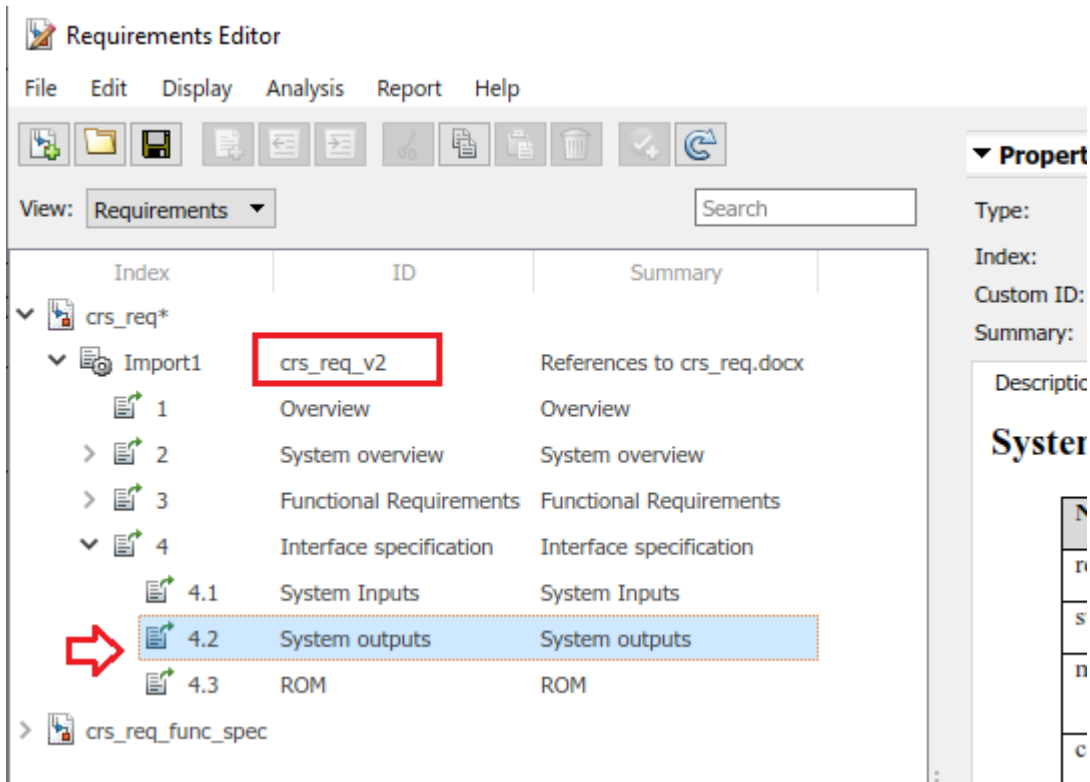 Requirements Editor
File Edit Display Analysis Report Help
View: Requirements Search
Index ID Summary
crs_req*
Import1 crs_req_v2 References to crs_req.docx
1 Overview Overview
2 System overview System overview
3 Functional Requirements Functional Requirements
4 Interface specification Interface specification
4.1 System Inputs System Inputs
4.2 System outputs System outputs
4.3 ROM ROM
crs_req_func_spec
Type:
Index:
Custom ID:
Summary: